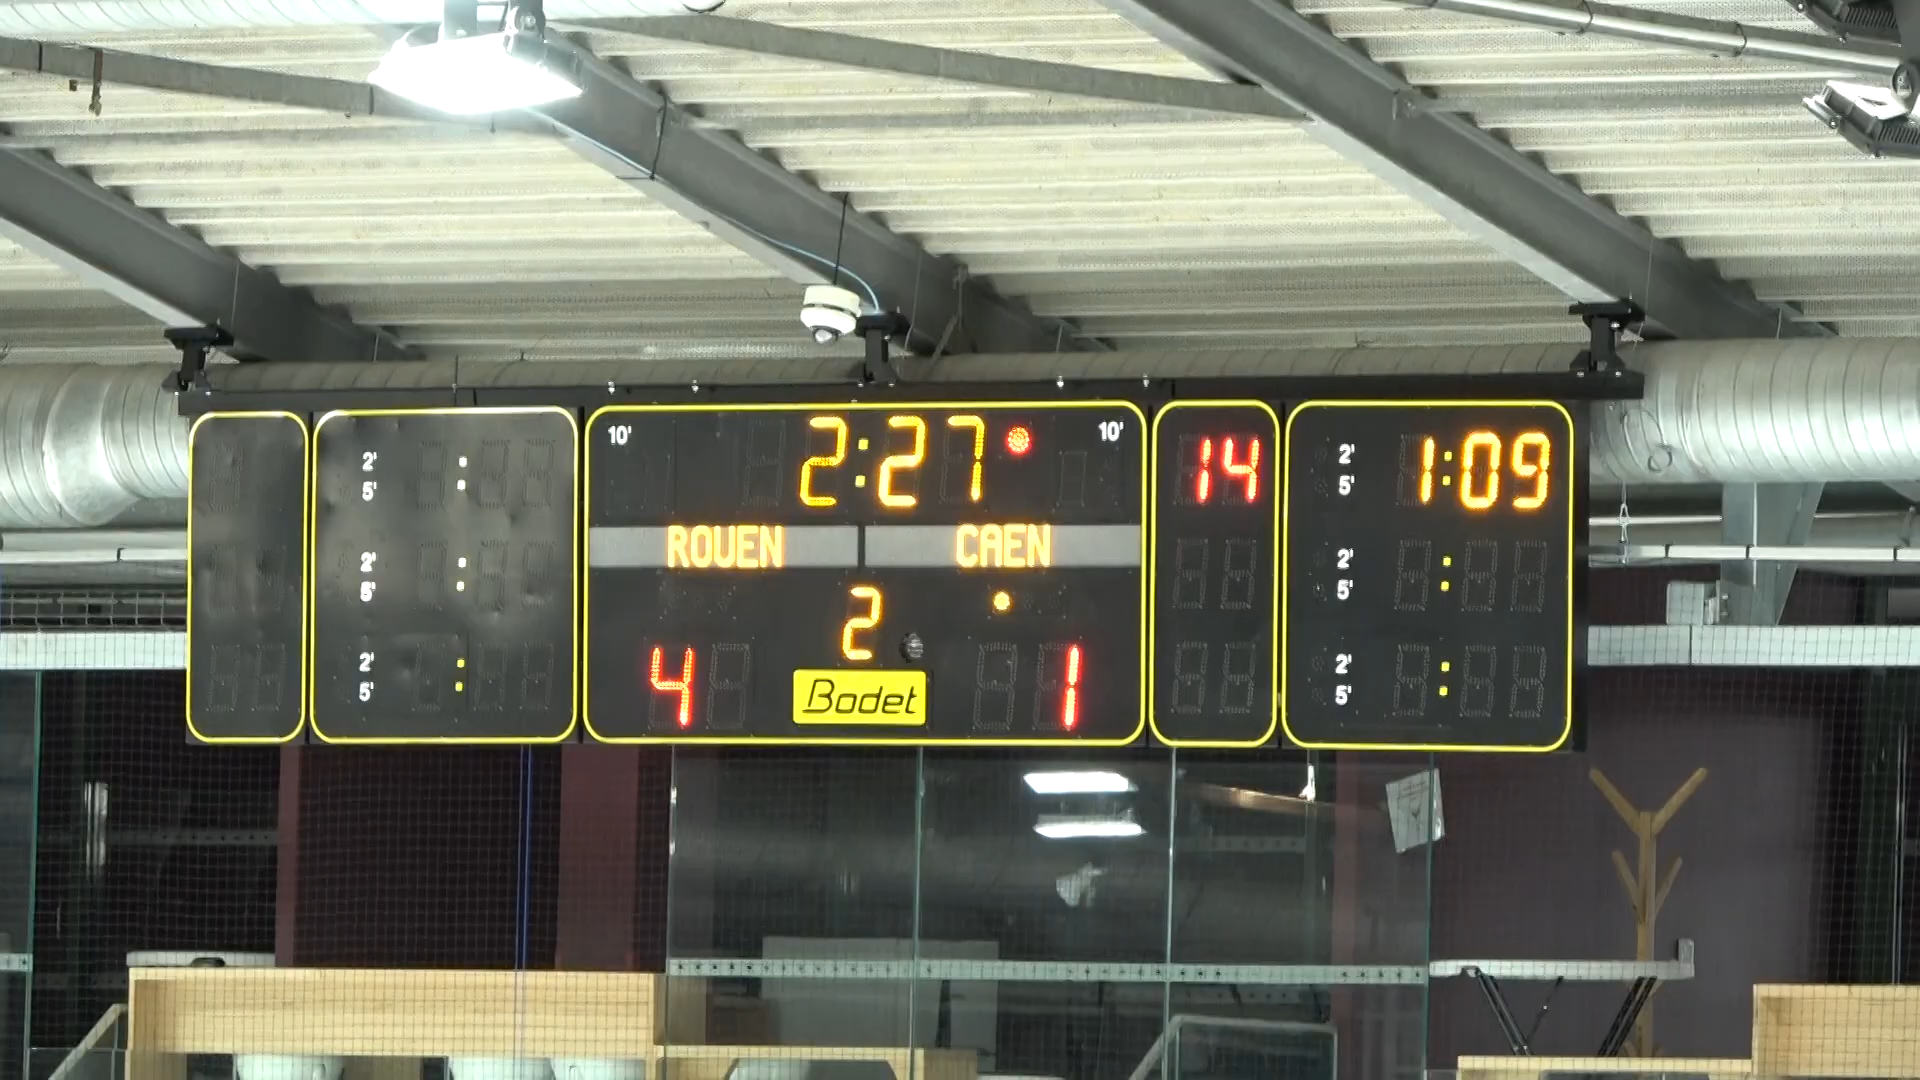 10' 2:27 10'
2' : 14 2' 1:09
5' 5'
ROUEN CAEN
2' : 2' :
5' 5'
2
4 1
2' : 2' :
5' 5'
Bodet